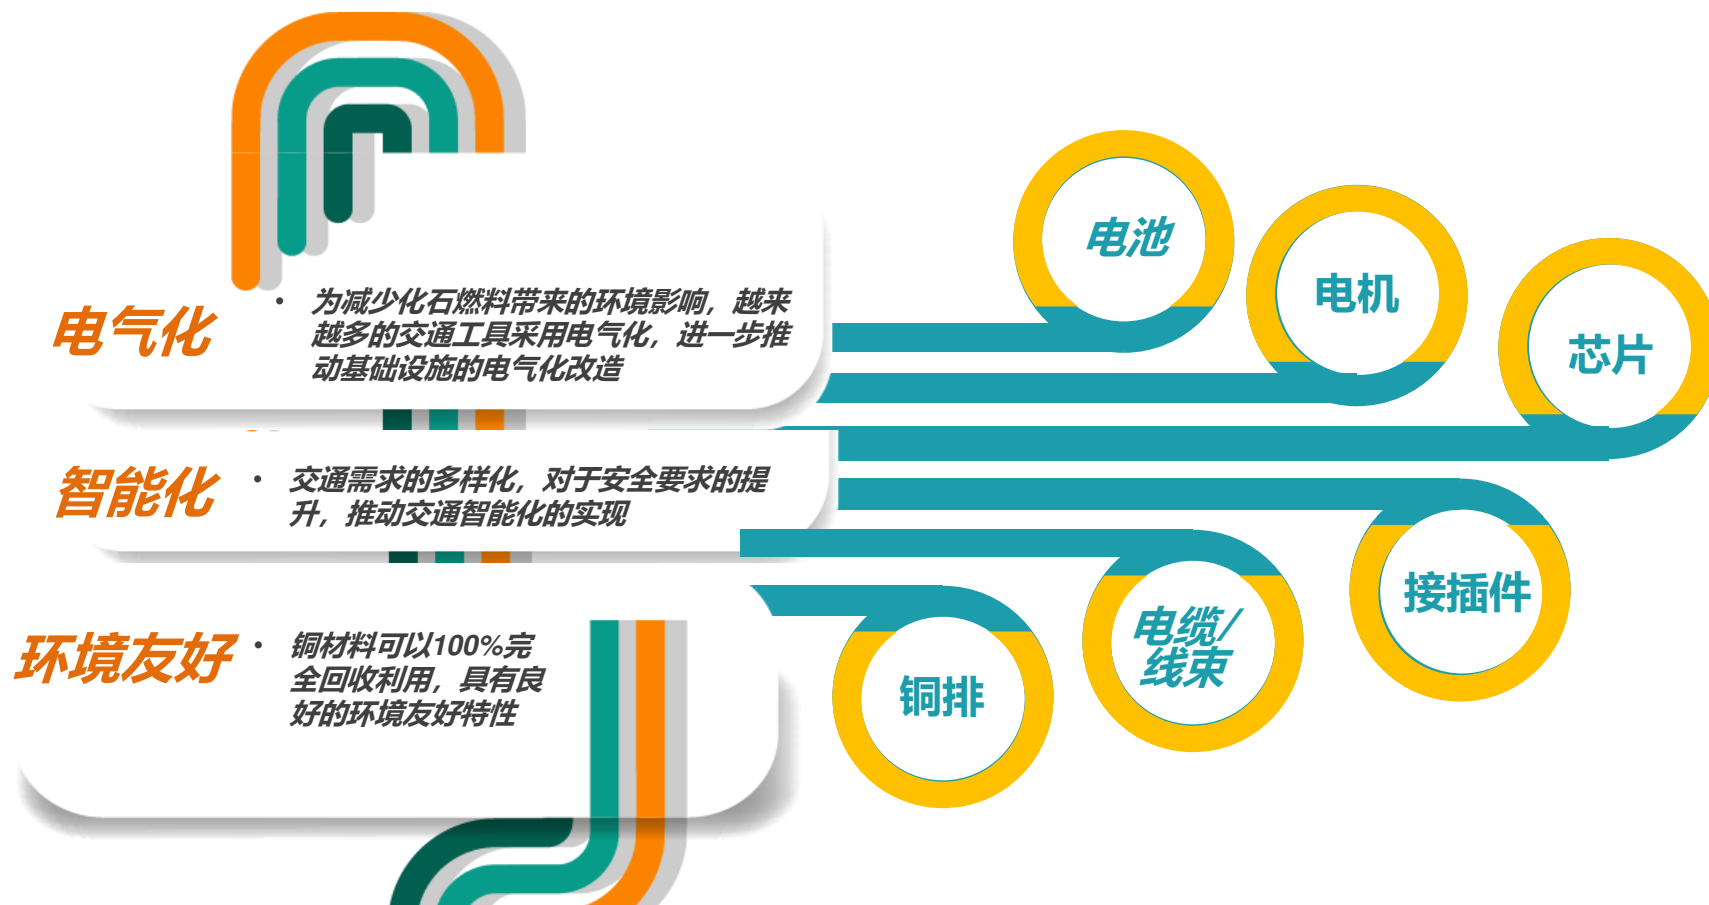 电气化
• 为减少化石燃料带来的环境影响，越来
越多的交通工具采用电气化，进一步推
动基础设施的电气化改造
智能化
• 交通需求的多样化，对于安全要求的提
升，推动交通智能化的实现
环境友好
• 铜材料可以100%完
全回收利用，具有良
好的环境友好特性
电池
电机
芯片
接插件
电缆/
线束
铜排